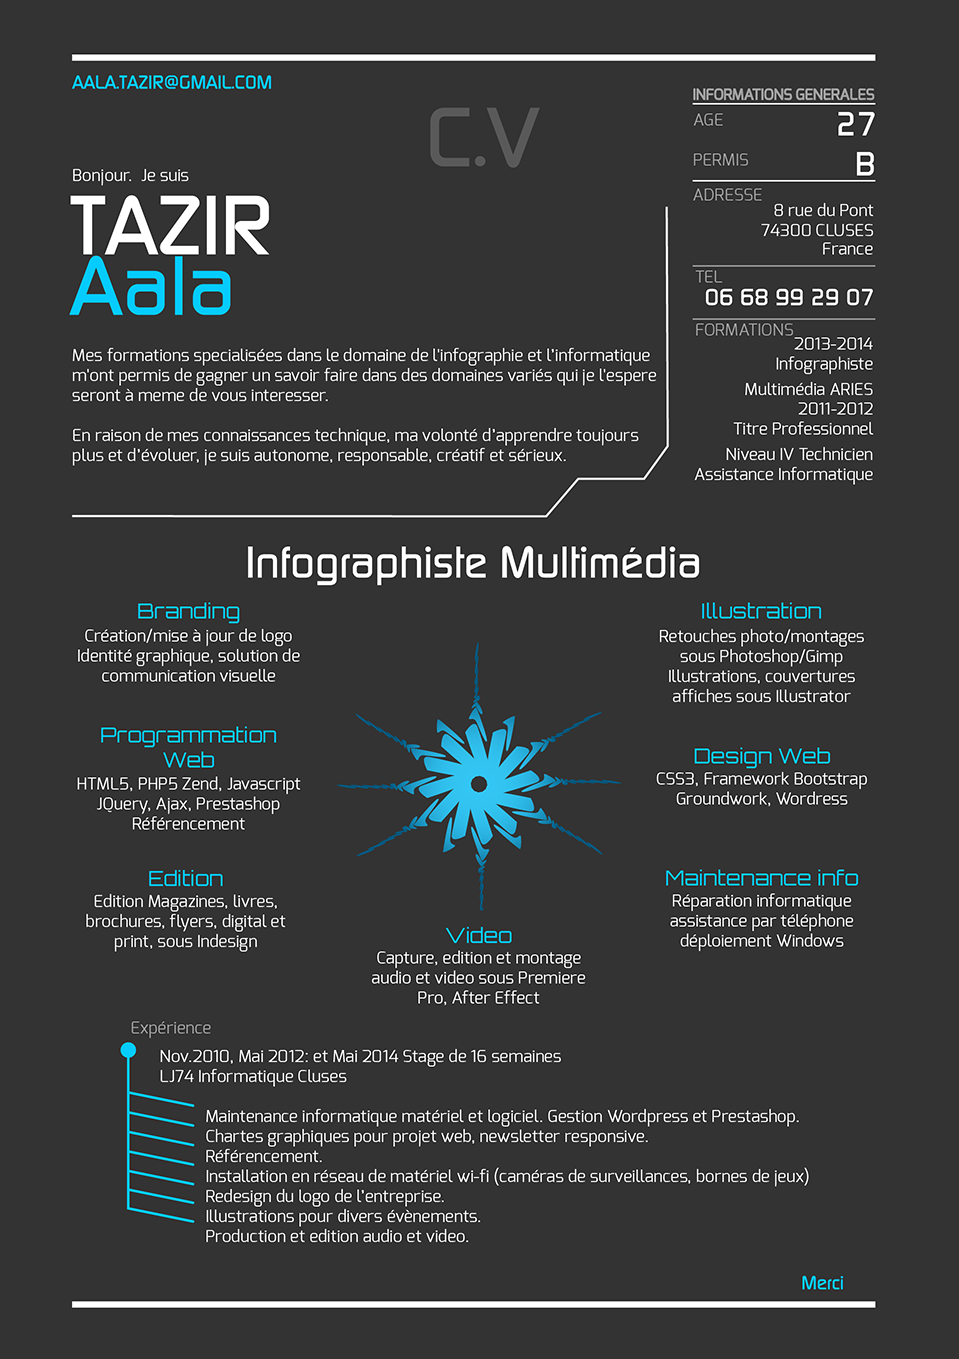 AALA.TAZIR@GMAIL.COM
C.V
Bonjour.  Je suis
TAZIR
Aala
Mes formations specialisées dans le domaine de l'infographie et l'informatique
m'ont permis de gagner un savoir faire dans des domaines variés qui je l'espere
seront à meme de vous interesser.
En raison de mes connaissances technique, ma volonté d'apprendre toujours
plus et d'évoluer, je suis autonome, responsable, créatif et sérieux.
INFORMATIONS GENERALES
AGE
27
PERMIS
B
ADRESSE
8 rue du Pont
74300 CLUSES
France
TEL
06 68 99 29 07
FORMATIONS
2013-2014
Infographiste
Multimédia ARIES
2011-2012
Titre Professionnel
Niveau IV Technicien
Assistance Informatique
Infographiste Multimédia
Branding
Création/mise à jour de logo
Identité graphique, solution de
communication visuelle
Programmation
Web
HTML5, PHP5 Zend, Javascript
JQuery, Ajax, Prestashop
Référencement
Edition
Edition Magazines, livres,
brochures, flyers, digital et
print, sous Indesign
Video
Capture, edition et montage
audio et video sous Premiere
Pro, After Effect
Illustration
Retouches photo/montages
sous Photoshop/Gimp
Illustrations, couvertures
affiches sous Illustrator
Design Web
CSS3, Framework Bootstrap
Groundwork, Wordress
Maintenance info
Réparation informatique
assistance par téléphone
déploiement Windows
Expérience
Nov.2010, Mai 2012: et Mai 2014 Stage de 16 semaines
LJ74 Informatique Cluses
Maintenance informatique matériel et logiciel. Gestion Wordpress et Prestashop.
Chartes graphiques pour projet web, newsletter responsive.
Référencement.
Installation en réseau de matériel wi-fi (caméras de surveillances, bornes de jeux)
Redesign du logo de l'entreprise.
Illustrations pour divers évènements.
Production et edition audio et video.
Merci